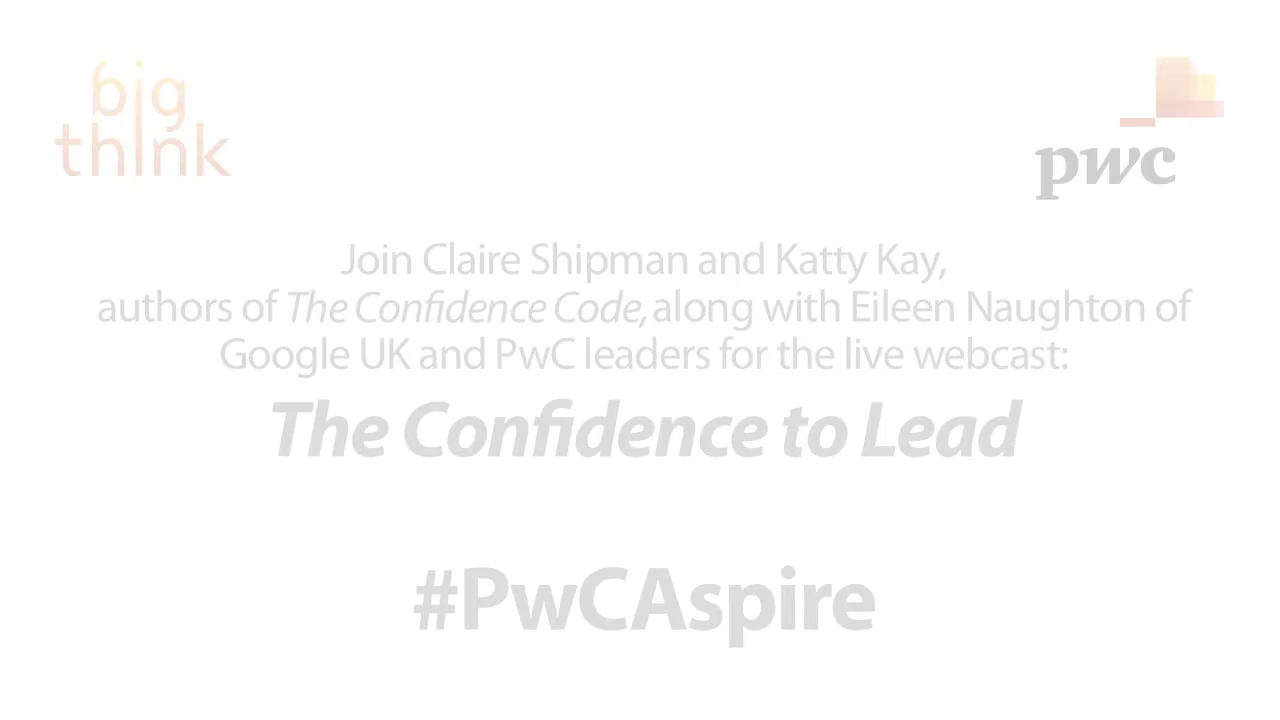 big
think
pwc
Join Claire Shipman and Katty Kay,
authors of The Confidence Code, along with Eileen Naughton of
Google UK and PwC leaders for the live webcast:
The Confidence to Lead
#PwCAspire